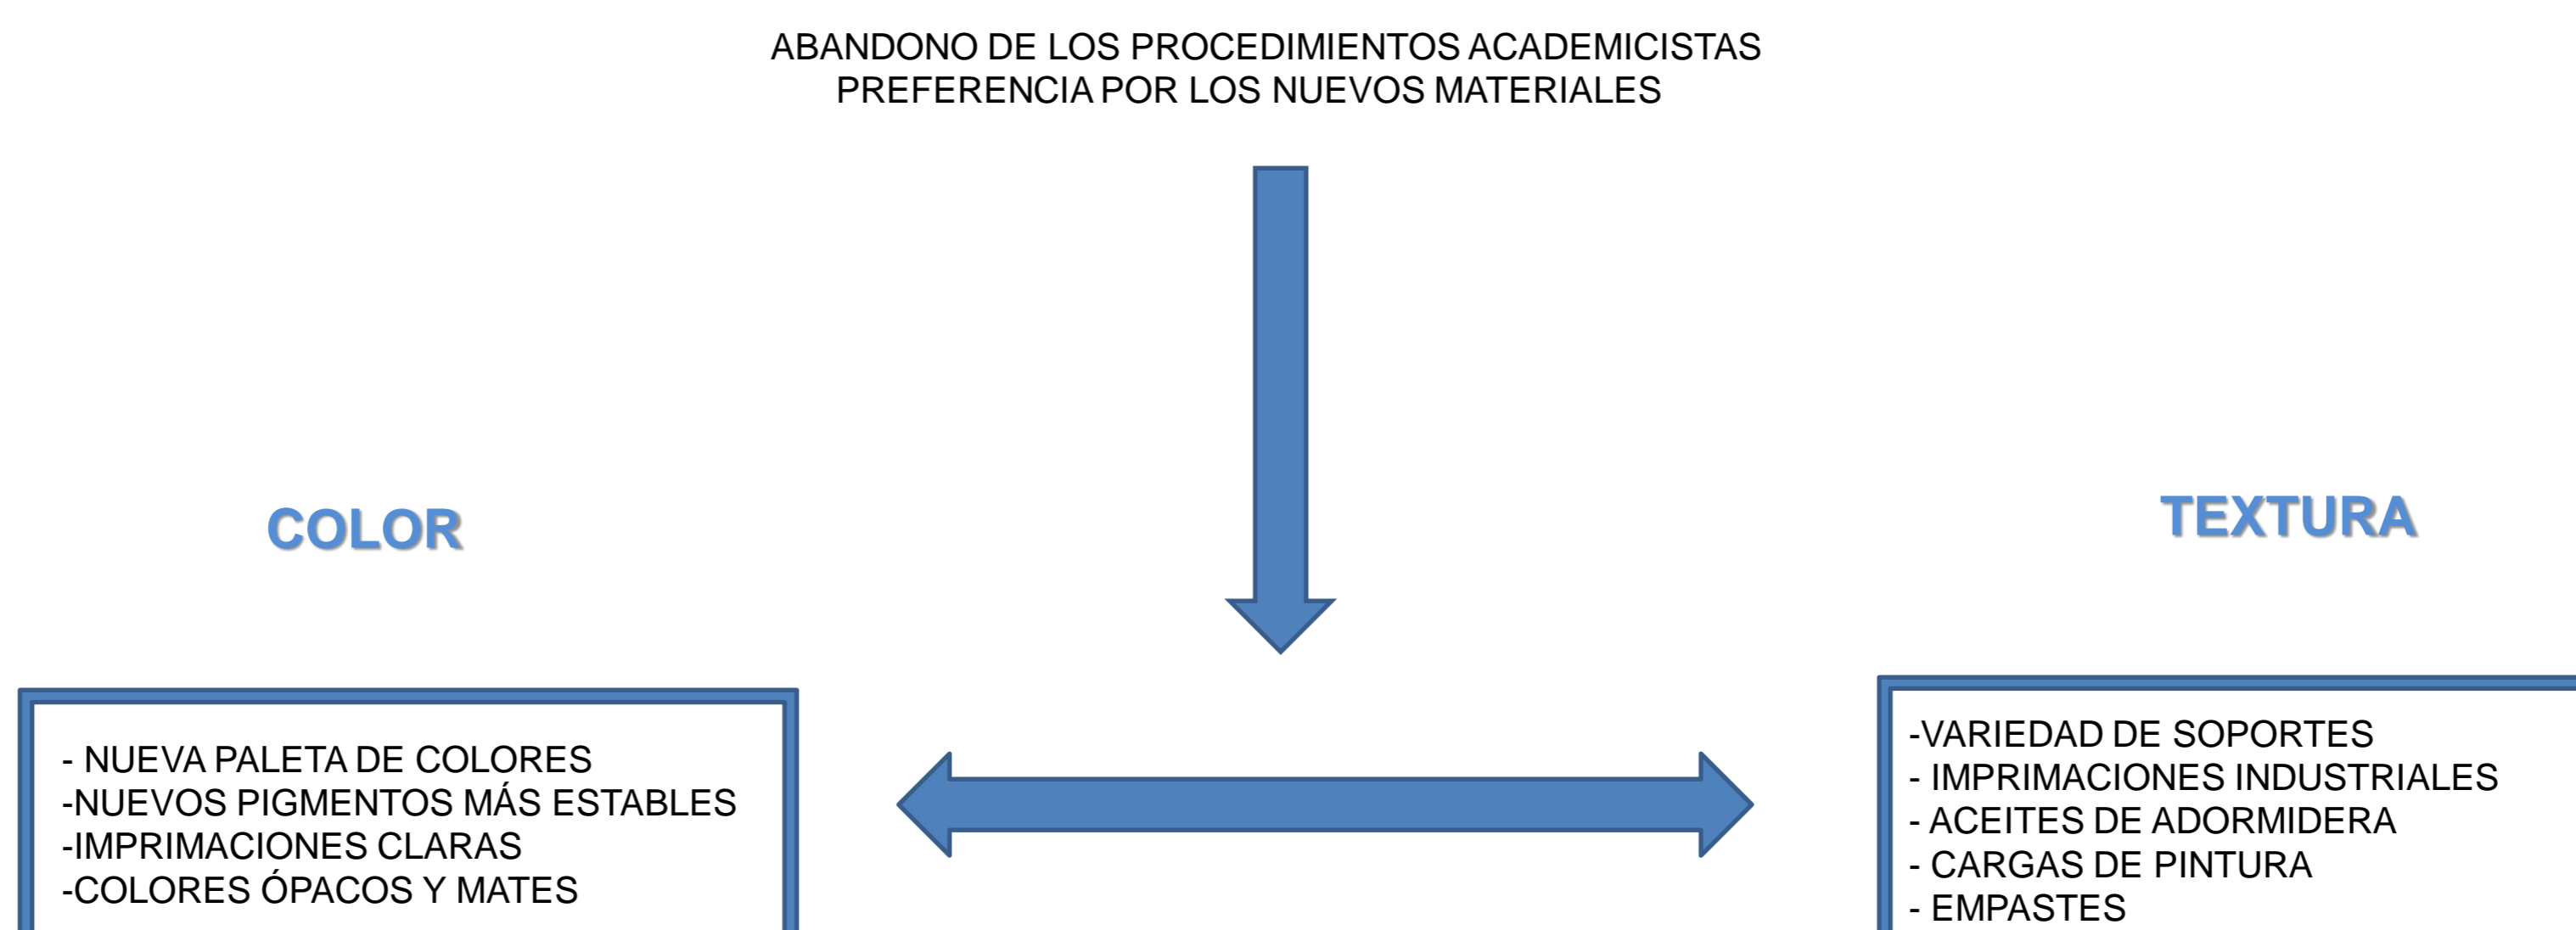 ABANDONO DE LOS PROCEDIMIENTOS ACADEMICISTAS
PREFERENCIA POR LOS NUEVOS MATERIALES
COLOR
- NUEVA PALETA DE COLORES
-NUEVOS PIGMENTOS MÁS ESTABLES
-IMPRIMACIONES CLARAS
-COLORES ÓPACOS Y MATES
TEXTURA
-VARIEDAD DE SOPORTES
- IMPRIMACIONES INDUSTRIALES
- ACEITES DE ADORMIDERA
- CARGAS DE PINTURA
- EMPASTES